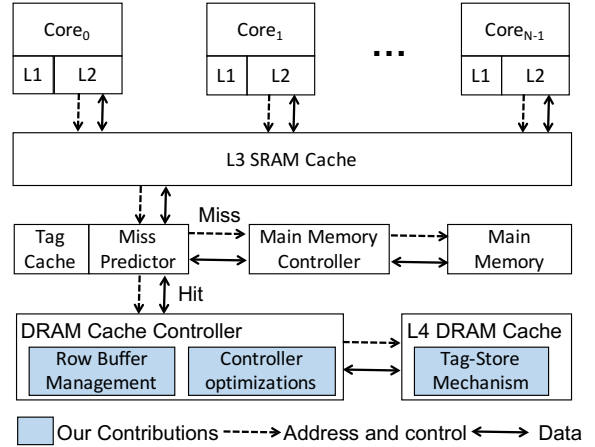 Core0 Core1 ... CoreN-1
L1 L2 L1 L2 L1 L2
L3 SRAM Cache
Miss
Tag Cache
Miss Predictor
Main Memory Controller
Main Memory
Hit
DRAM Cache Controller
Row Buffer Management
Controller optimizations
L4 DRAM Cache
Tag-Store Mechanism
Our Contributions Address and control Data